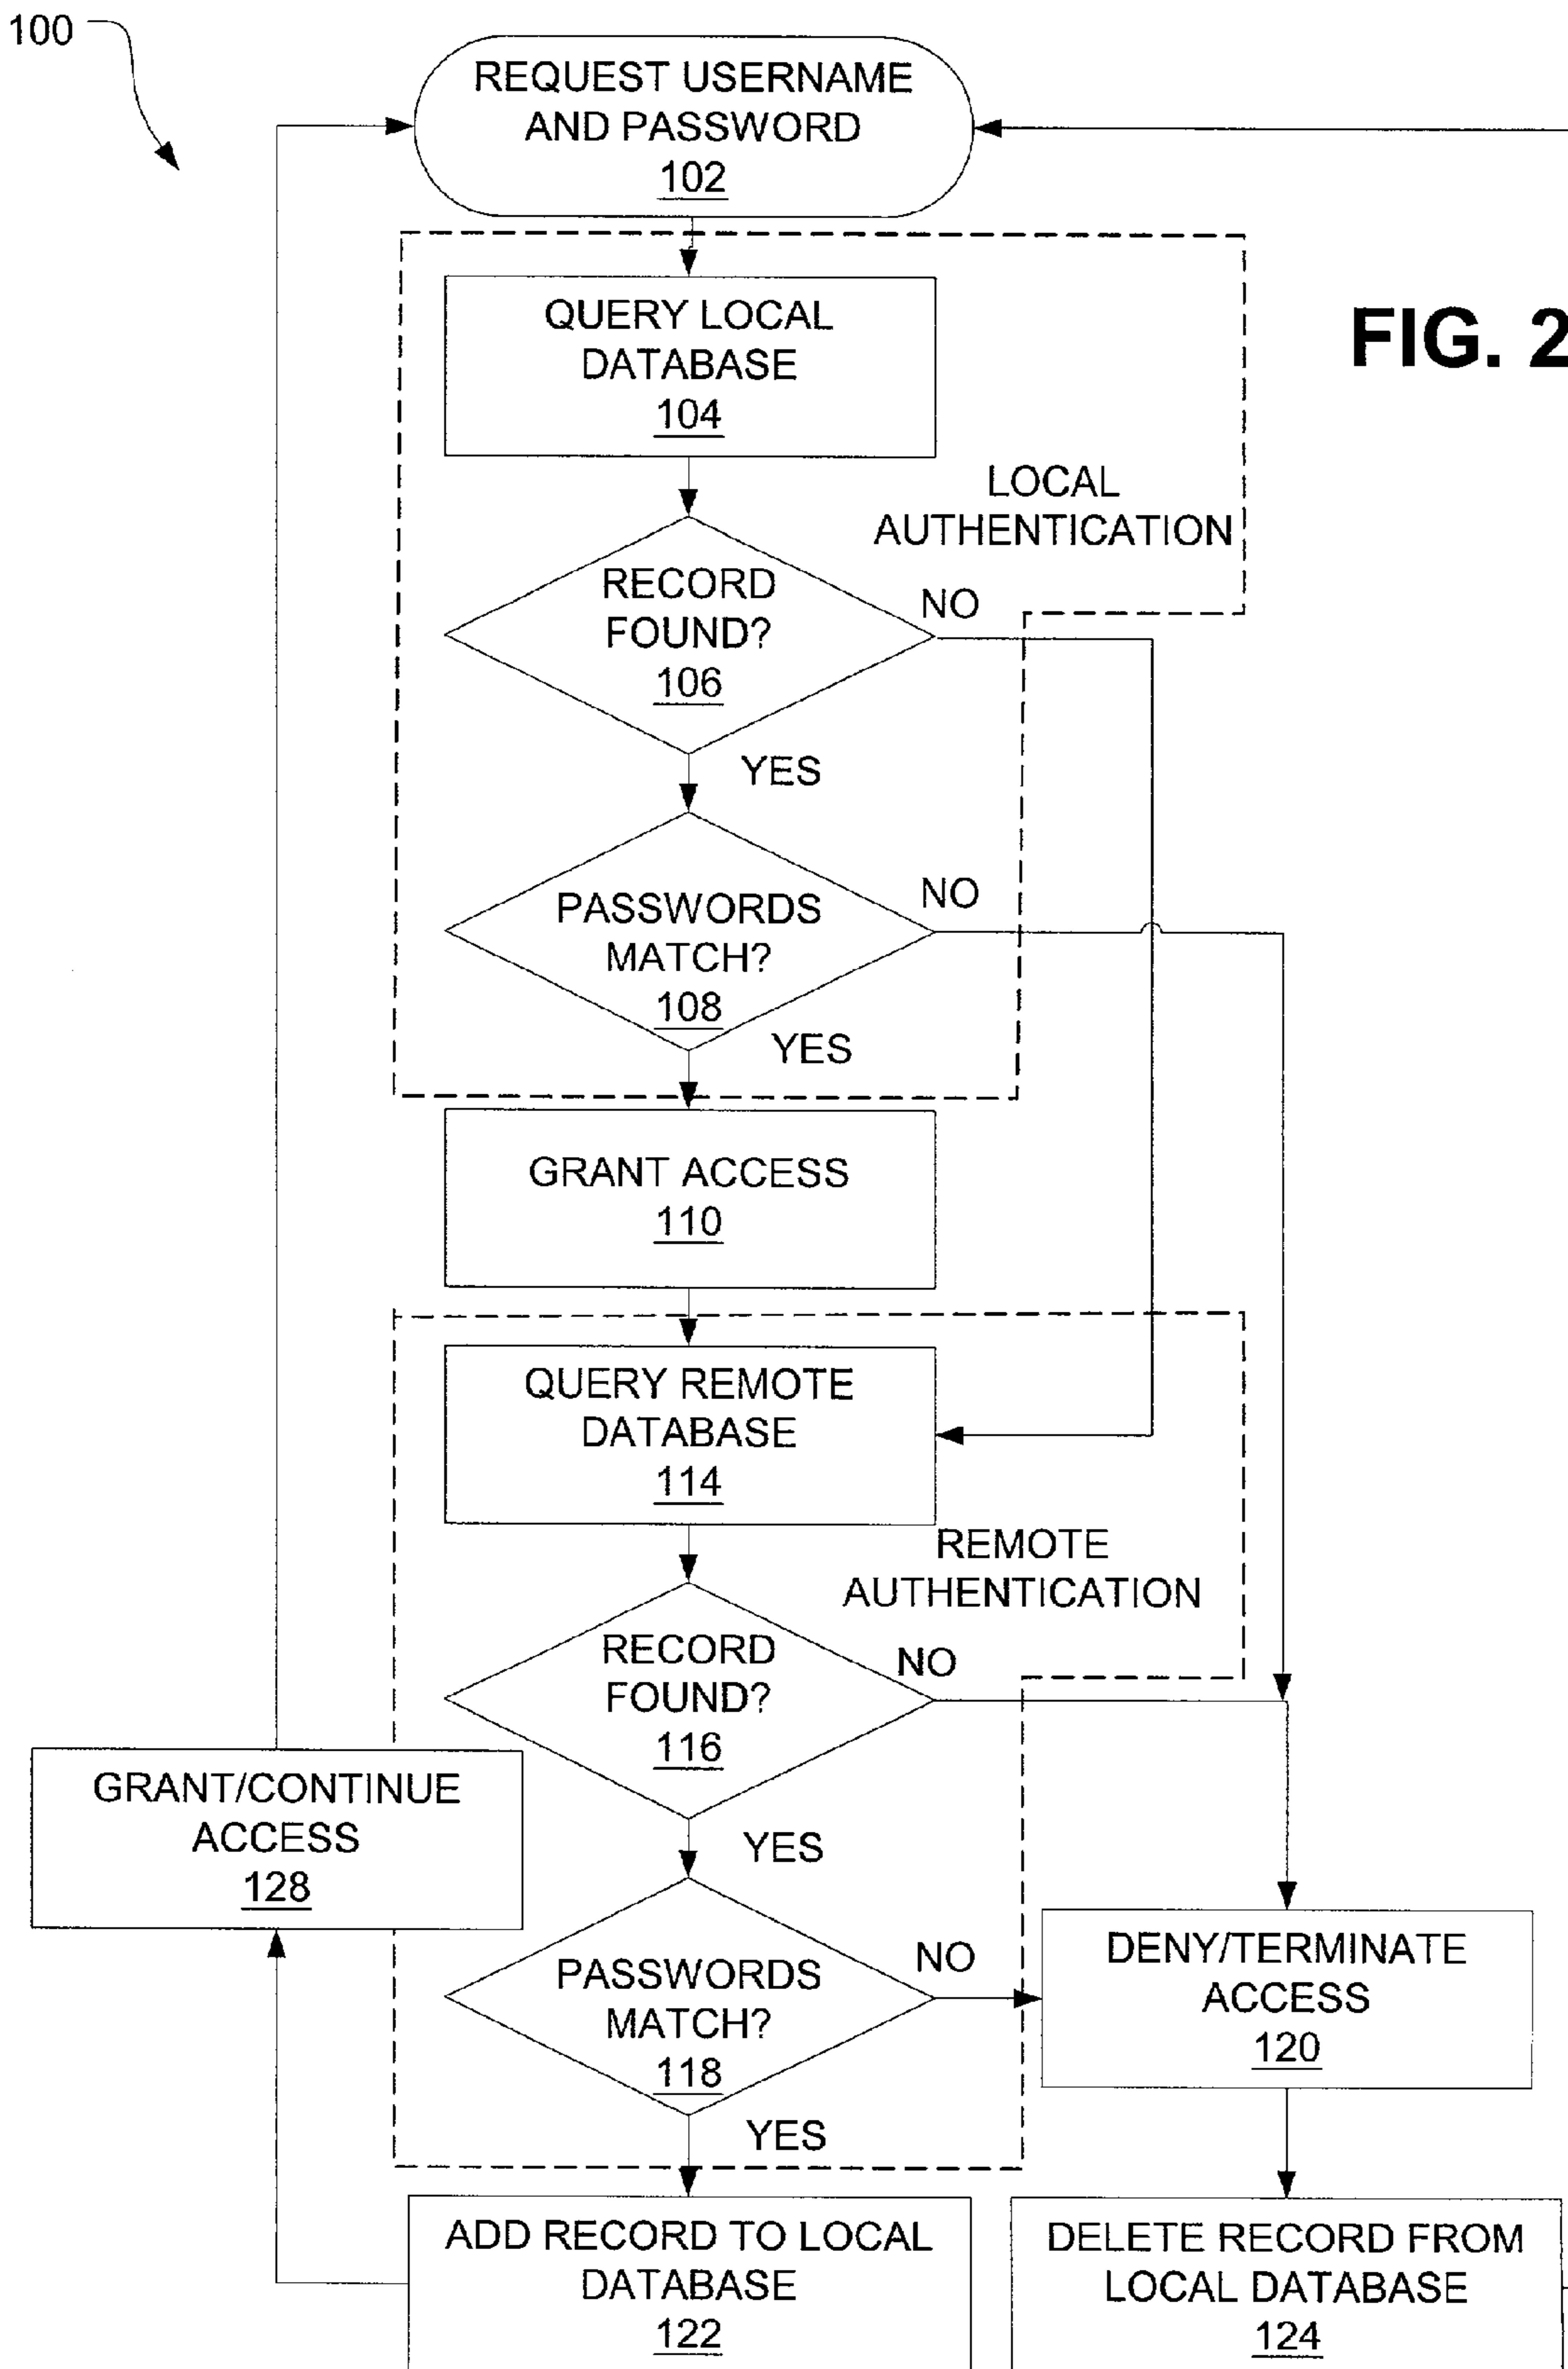 100
REQUEST USERNAME
AND PASSWORD
102
FIG. 2
QUERY LOCAL
DATABASE
104
LOCAL
AUTHENTICATION
RECORD
FOUND?
106
NO
YES
PASSWORDS
MATCH?
108
NO
YES
GRANT ACCESS
110
QUERY REMOTE
DATABASE
114
REMOTE
AUTHENTICATION
RECORD
FOUND?
116
NO
YES
GRANT/CONTINUE
ACCESS
128
PASSWORDS
MATCH?
118
NO
YES
DENY/TERMINATE
ACCESS
120
ADD RECORD TO LOCAL
DATABASE
122
DELETE RECORD FROM
LOCAL DATABASE
124